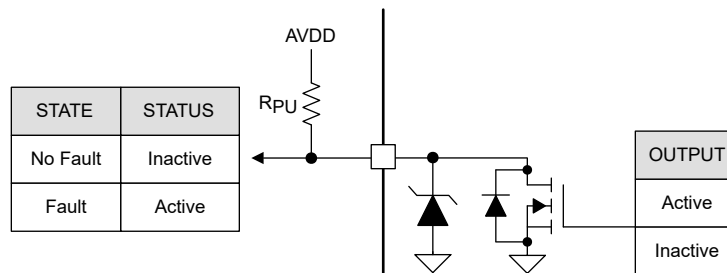 AVDD
RPU
STATE STATUS
No Fault Inactive
Fault Active
OUTPUT
Active
Inactive